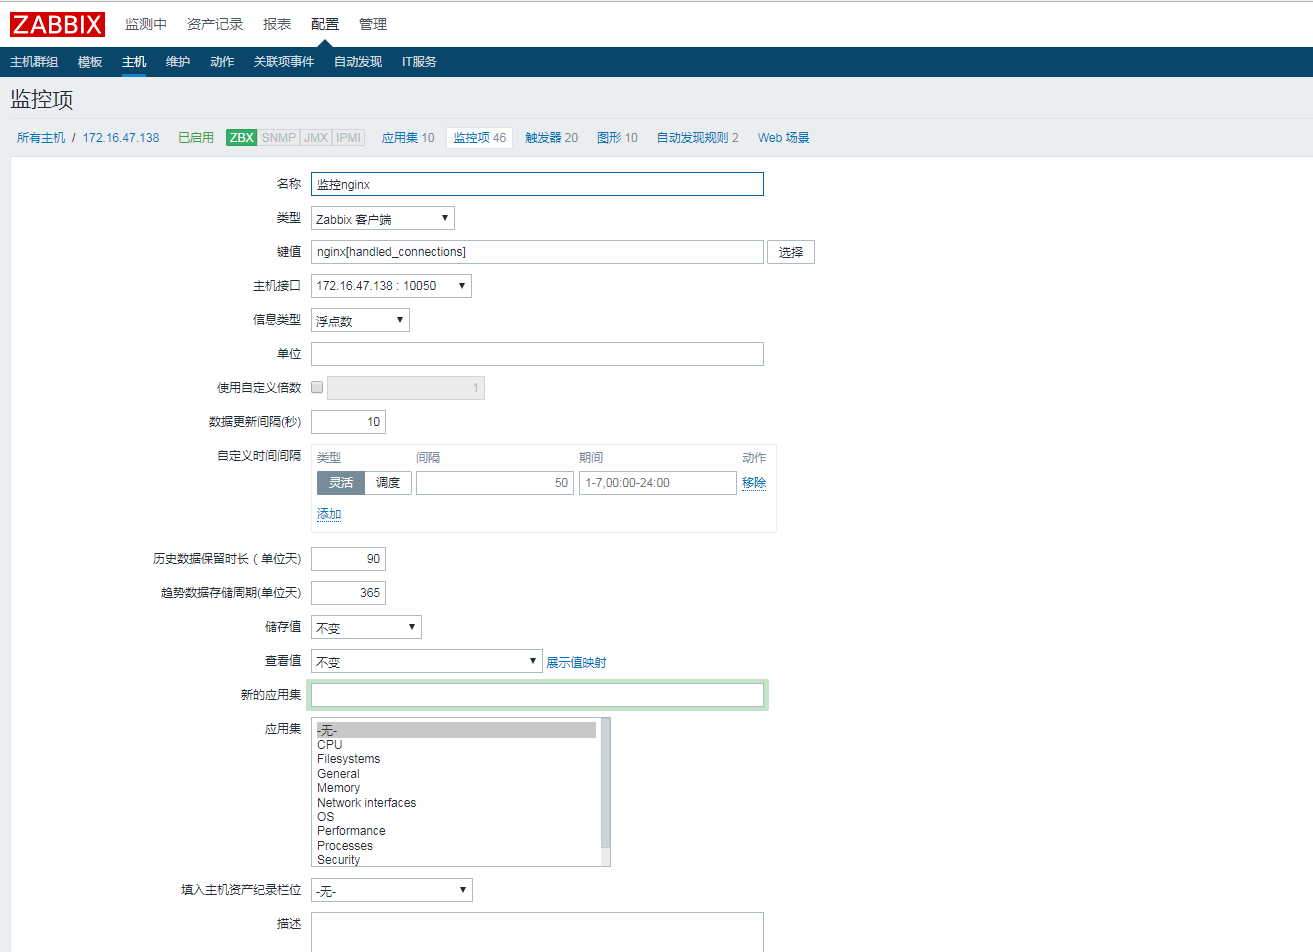 ZABBIX 监测中 资产记录 报表 配置 管理
主机群组 模板 主机 维护 动作 关联项事件 自动发现 IT服务
监控项
所有主机 / 172.16.47.138 已启用 ZBX SNMP JMX IPMI 应用集 10 监控项 46 触发器 20 图形 10 自动发现规则 2 Web 场景
名称 监控nginx
类型 Zabbix 客户端
键值 nginx[handled_connections] 选择
主机接口 172.16.47.138 : 10050
信息类型 浮点数
单位
使用自定义倍数 1
数据更新间隔(秒) 10
自定义时间间隔 类型 间隔 期间 动作
灵活 调度 50 1-7,00:00-24:00 移除
添加
历史数据保留时长 ( 单位天) 90
趋势数据存储周期(单位天) 365
储存值 不变
查看值 不变 展示值映射
新的应用集
应用集 -无-
CPU
Filesystems
General
Memory
Network interfaces
OS
Performance
Processes
Security
填入主机资产纪录栏位 -无-
描述